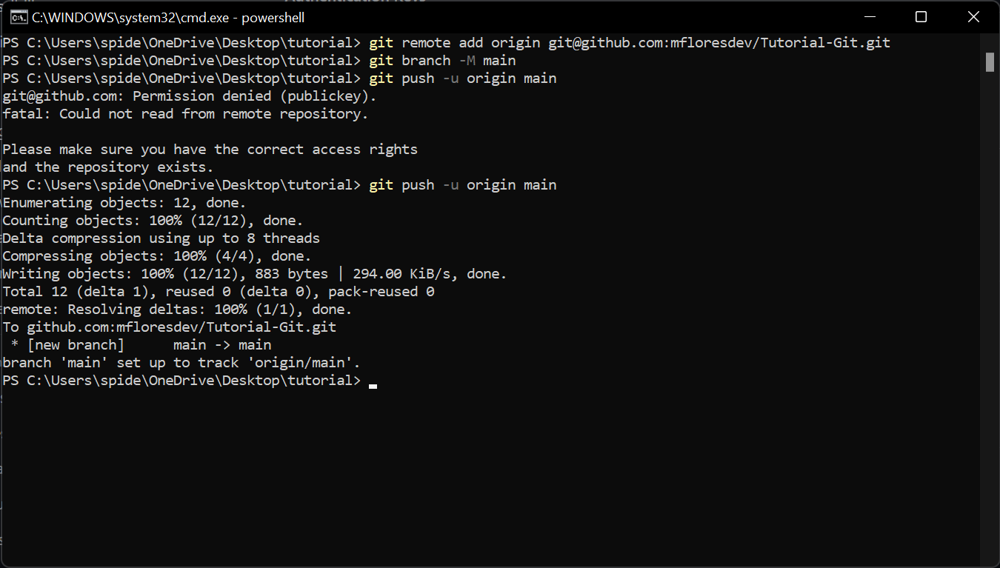 C:\WINDOWS\system32\cmd.exe - powershell
PS C:\Users\spide\OneDrive\Desktop\tutorial> git remote add origin git@github.com:mfloresdev/Tutorial-Git.git
PS C:\Users\spide\OneDrive\Desktop\tutorial> git branch -M main
PS C:\Users\spide\OneDrive\Desktop\tutorial> git push -u origin main
git@github.com: Permission denied (publickey).
fatal: Could not read from remote repository.

Please make sure you have the correct access rights
and the repository exists.
PS C:\Users\spide\OneDrive\Desktop\tutorial> git push -u origin main
Enumerating objects: 12, done.
Counting objects: 100% (12/12), done.
Delta compression using up to 8 threads
Compressing objects: 100% (4/4), done.
Writing objects: 100% (12/12), 883 bytes | 294.00 KiB/s, done.
Total 12 (delta 1), reused 0 (delta 0), pack-reused 0
remote: Resolving deltas: 100% (1/1), done.
To github.com:mfloresdev/Tutorial-Git.git
 * [new branch]      main -> main
branch 'main' set up to track 'origin/main'.
PS C:\Users\spide\OneDrive\Desktop\tutorial>